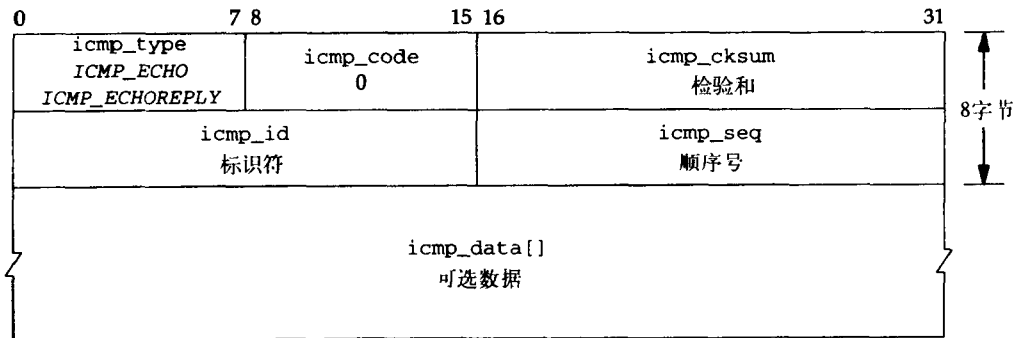 0 7 8 15 16 31
icmp_type
ICMP_ECHO
ICMP_ECHOREPLY
icmp_code
0
icmp_cksum
检验和
8字节
icmp_id
标识符
icmp_seq
顺序号
icmp_data[]
可选数据